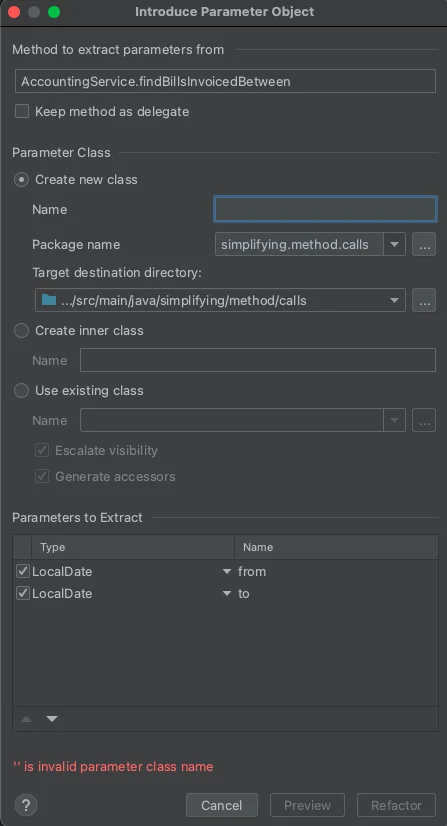 Introduce Parameter Object
Method to extract parameters from
AccountingService.findBillsInvoicedBetween
Keep method as delegate
Parameter Class
Create new class
Name
Package name simplifying.method.calls ...
Target destination directory:
.../src/main/java/simplifying/method/calls ...
Create inner class
Name
Use existing class
Name ...
Escalate visibility
Generate accessors
Parameters to Extract
Type Name
LocalDate from
LocalDate to
'' is invalid parameter class name
? Cancel Preview Refactor